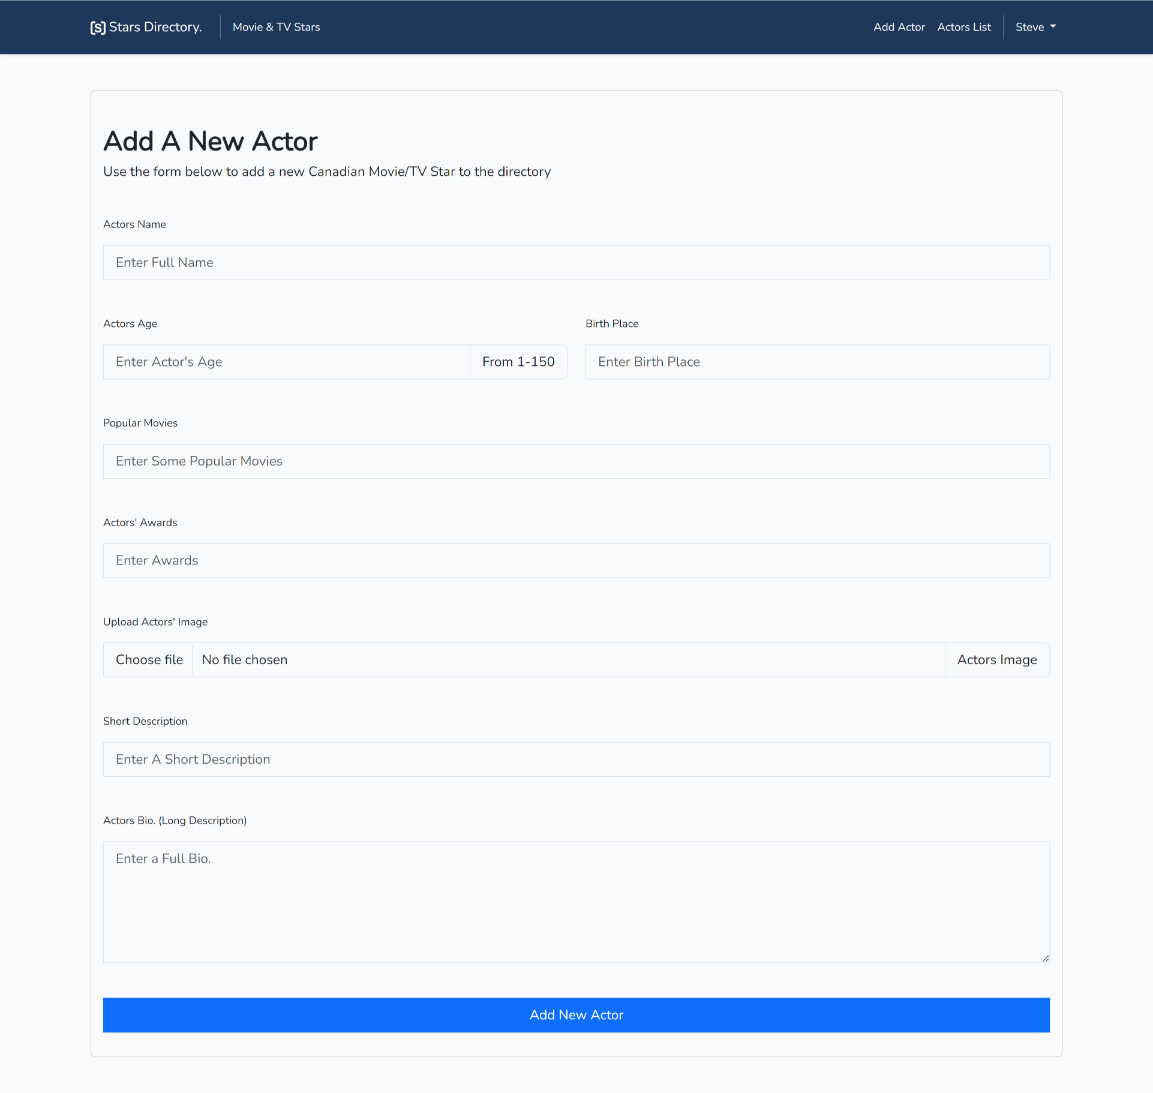 [S] Stars Directory.
Movie & TV Stars
Add Actor
Actors List
Steve
Add A New Actor
Use the form below to add a new Canadian Movie/TV Star to the directory
Actors Name
Enter Full Name
Actors Age
Birth Place
Enter Actor's Age
From 1-150
Enter Birth Place
Popular Movies
Enter Some Popular Movies
Actors' Awards
Enter Awards
Upload Actors' Image
Choose file
No file chosen
Actors Image
Short Description
Enter A Short Description
Actors Bio. (Long Description)
Enter a Full Bio.
Add New Actor